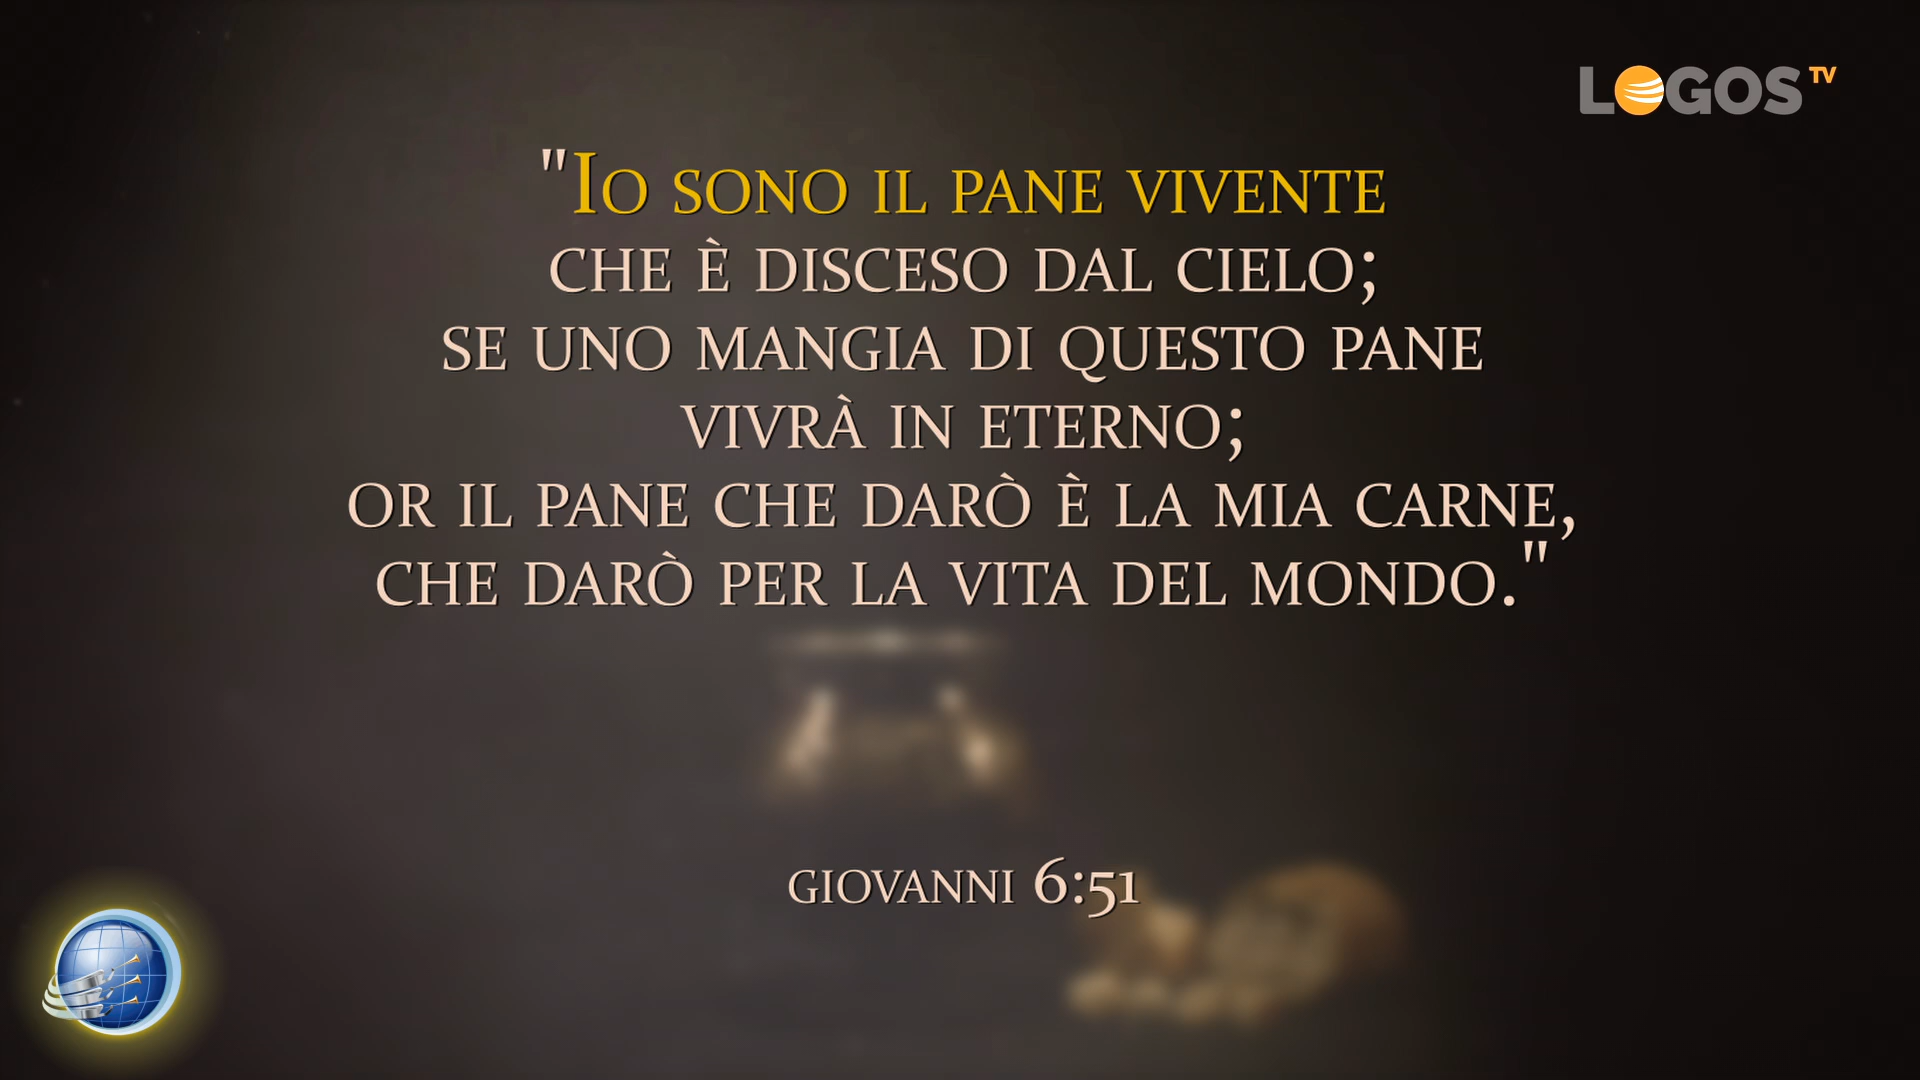 LOGOS TV
"Io sono il pane vivente
che è disceso dal cielo;
se uno mangia di questo pane
vivrà in eterno;
or il pane che darò è la mia carne,
che darò per la vita del mondo."
giovanni 6:51